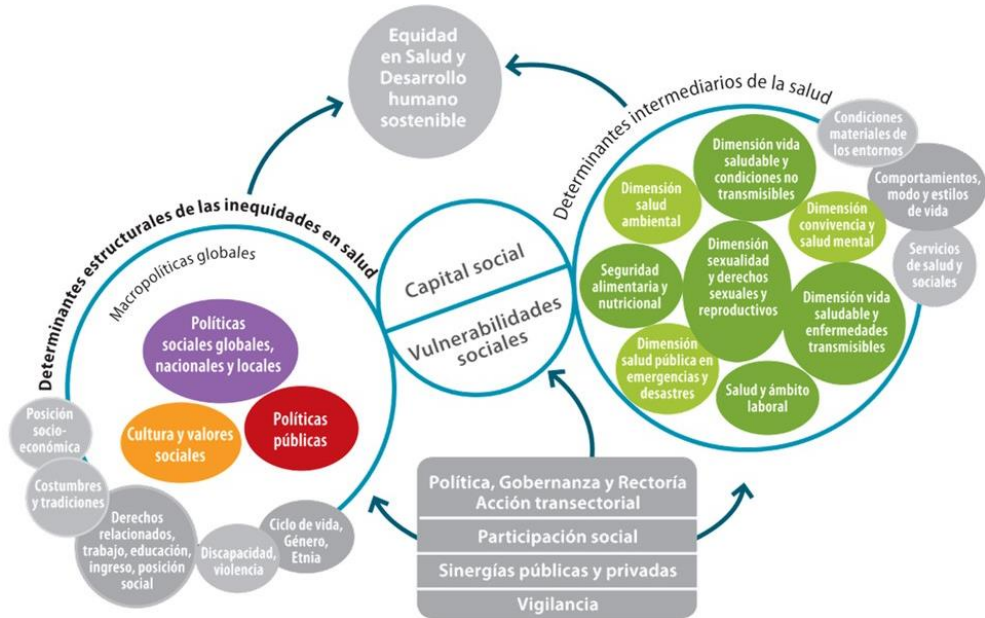 Equidad
en Salud y
Desarrollo
humano
sostenible
Determinantes estructurales de las inequidades en salud
Macropolíticas globales
Políticas
sociales globales,
nacionales y locales
Cultura y valores
sociales
Políticas
públicas
Posición
socio-
económica
Costumbres
y tradiciones
Derechos
relacionados,
trabajo, educación,
ingreso, posición
social
Discapacidad,
violencia
Ciclo de vida,
Género,
Etnia
Capital social
Vulnerabilidades
sociales
Determinantes intermediarios de la salud
Dimensión vida
saludable y
condiciones no
transmisibles
Dimensión
salud
ambiental
Dimensión
convivencia y
salud mental
Seguridad
alimentaria y
nutricional
Dimensión
sexualidad
y derechos
sexuales y
reproductivos
Dimensión vida
saludable y
enfermedades
transmisibles
Dimensión
salud pública en
emergencias y
desastres
Salud y ámbito
laboral
Condiciones
materiales de
los entornos
Comportamientos,
modo y estilos
de vida
Servicios
de salud y
sociales
Política, Gobernanza y Rectoría
Acción transectorial
Participación social
Sinergías públicas y privadas
Vigilancia